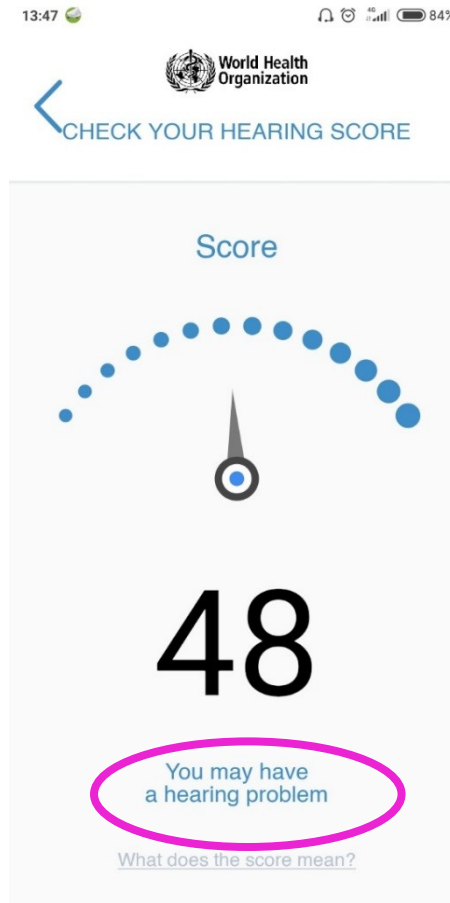 13:47 4G 84%
World Health
Organization
CHECK YOUR HEARING SCORE
Score
48
You may have
a hearing problem
What does the score mean?